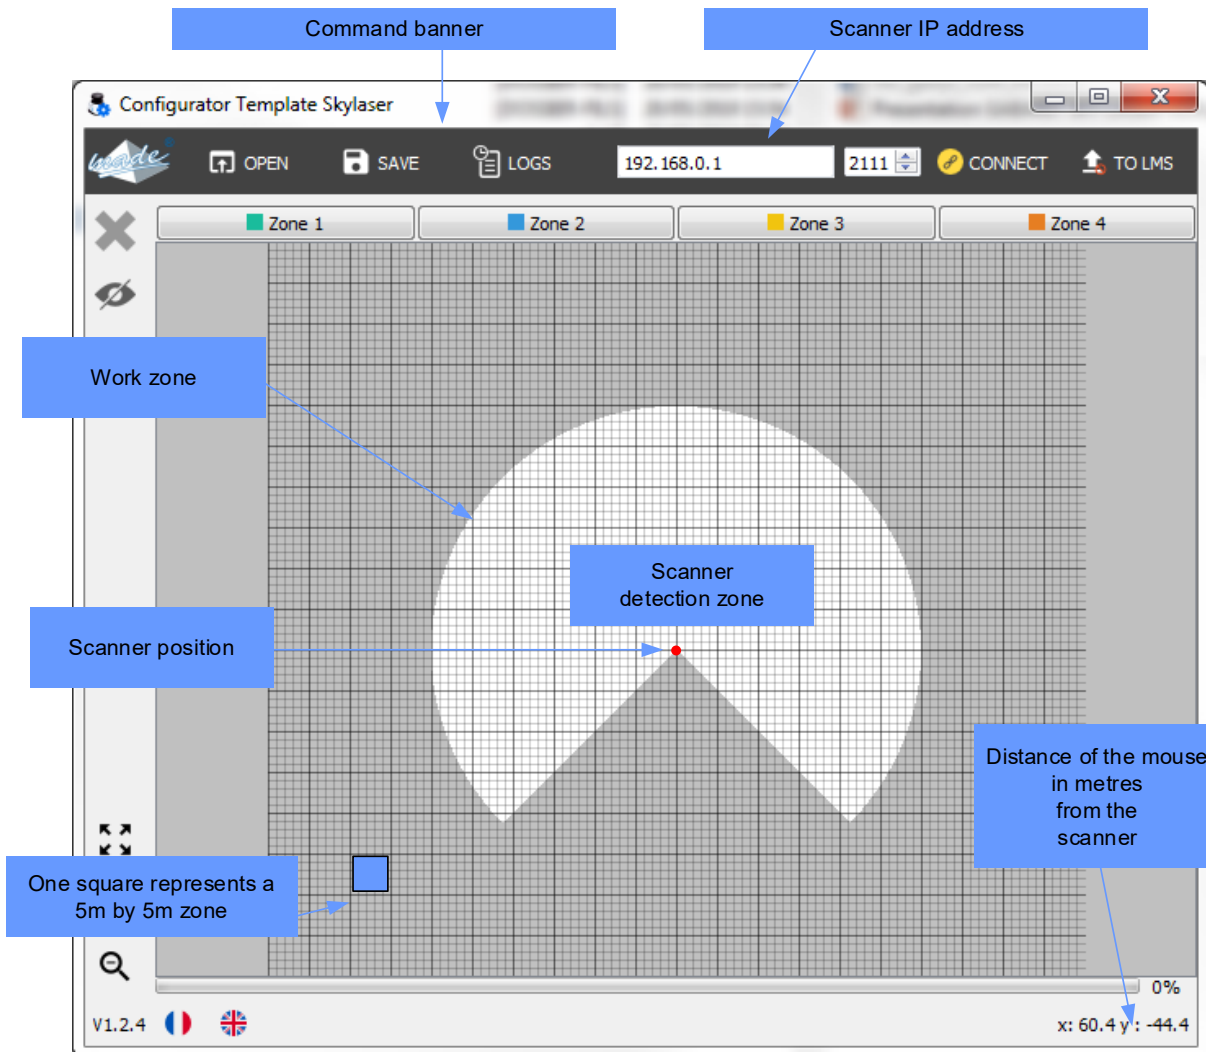 Command banner
Scanner IP address
Configurator Template Skylaser
made
OPEN
SAVE
LOGS
192.168.0.1
2111
CONNECT
TO LMS
Zone 1
Zone 2
Zone 3
Zone 4
Work zone
Scanner
detection zone
Scanner position
Distance of the mouse
in metres
from the
scanner
One square represents a
5m by 5m zone
0%
V1.2.4
x: 60.4 y : -44.4